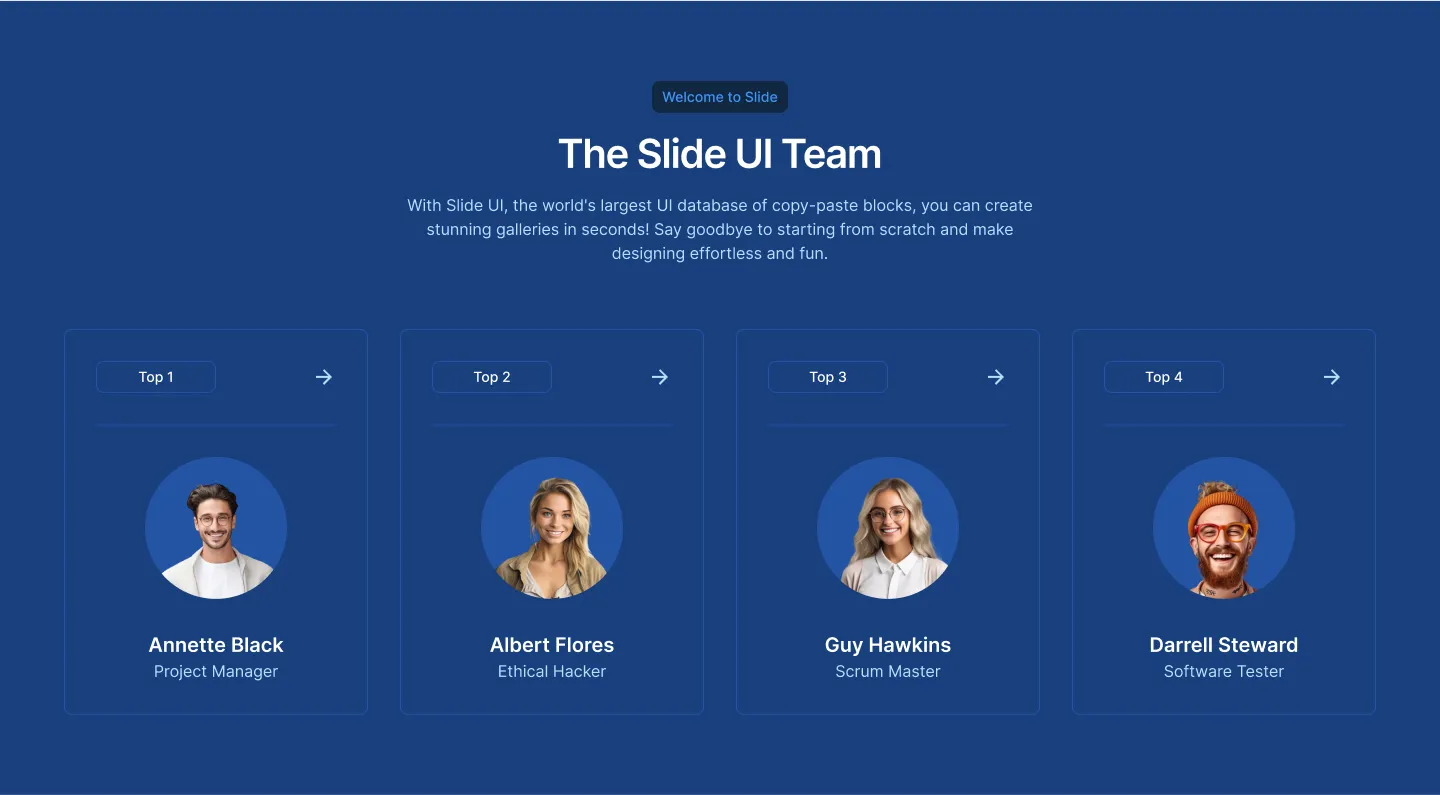 Welcome to Slide
The Slide UI Team
With Slide UI, the world's largest UI database of copy-paste blocks, you can create
stunning galleries in seconds! Say goodbye to starting from scratch and make
designing effortless and fun.
Top 1
Annette Black
Project Manager
Top 2
Albert Flores
Ethical Hacker
Top 3
Guy Hawkins
Scrum Master
Top 4
Darrell Steward
Software Tester